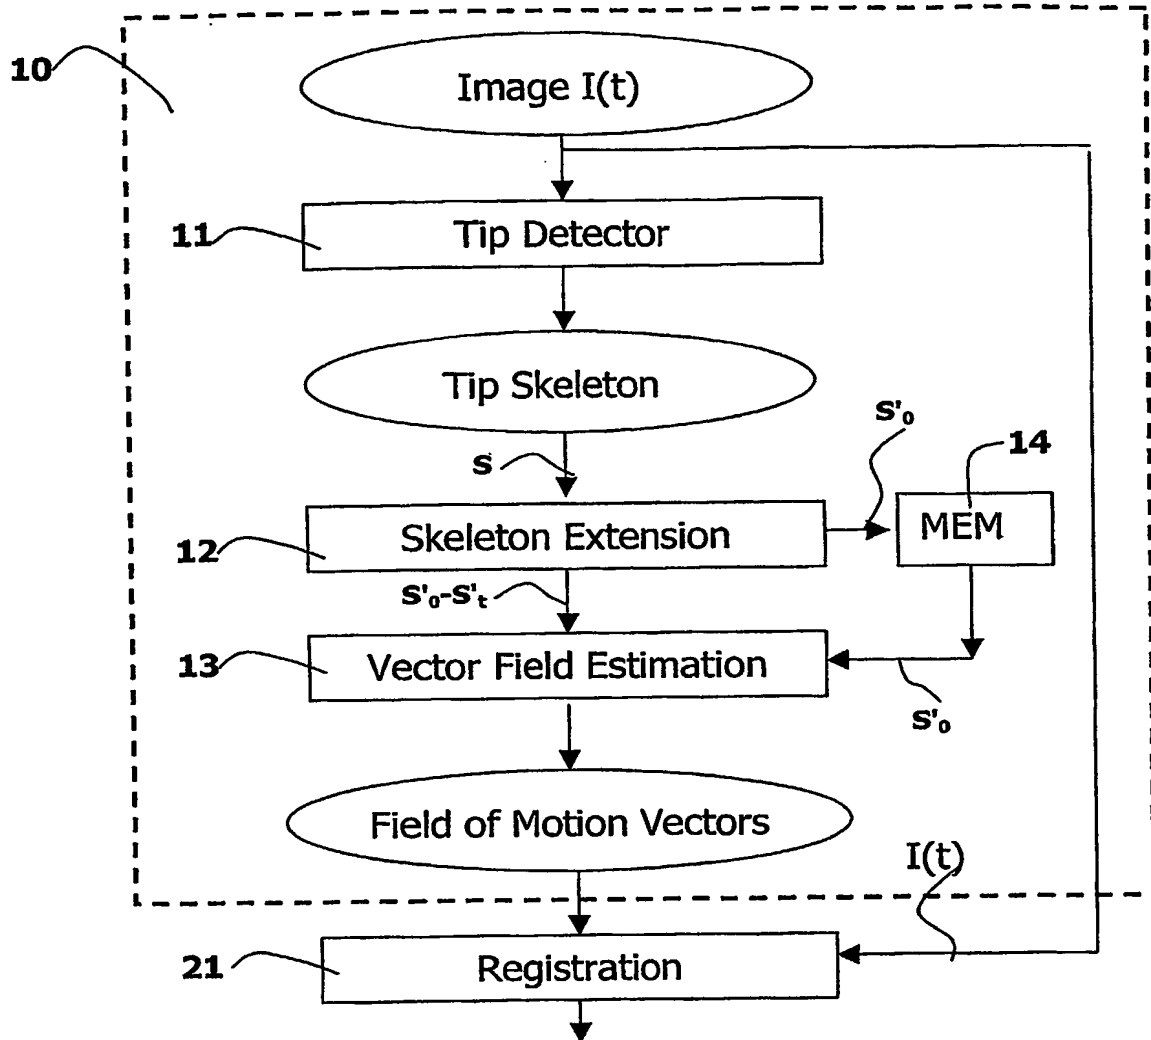 10
Image I(t)
11
Tip Detector
Tip Skeleton
S'₀
14
S
MEM
12
Skeleton Extension
S'₀-S'ₜ
13
Vector Field Estimation
S'₀
Field of Motion Vectors
I(t)
21
Registration